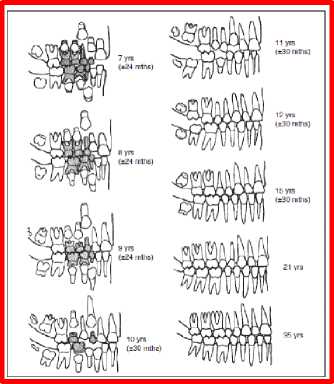 7 yrs
(±24 mths)
8 yrs
(±24 mths)
9 yrs
(±24 mths)
10 yrs
(±30 mths)
11 yrs
(±30 mths)
12 yrs
(±30 mths)
15 yrs
(±30 mths)
21 yrs
35 yrs